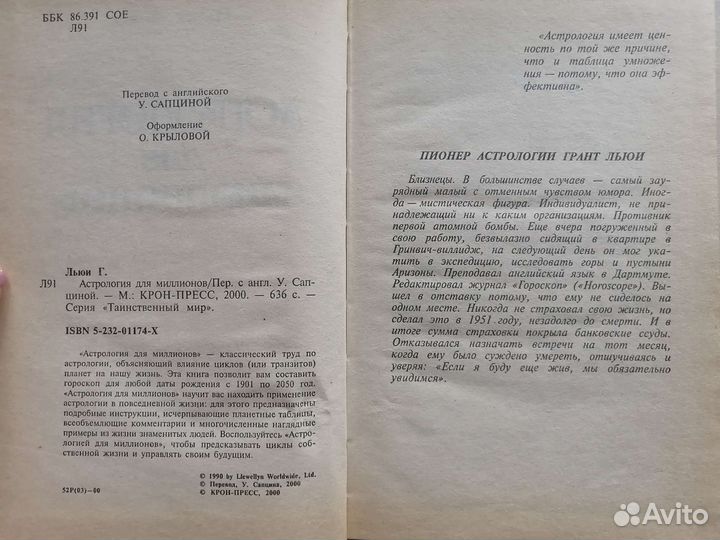 ББК 86.391 СОЕ
Л91
Перевод с английского
У. САПЦИНОЙ
Оформление
О. КРЫЛОВОЙ
Льюи Г.
Л91 Астрология для миллионов/Пер. с англ. У. Сап-
циной. — М.: КРОН-ПРЕСС, 2000. — 636 с. —
Серия «Таинственный мир».
ISBN 5-232-01174-X
«Астрология для миллионов» — классический труд по
астрологии, объясняющий влияние циклов (или транзитов)
планет на нашу жизнь. Эта книга позволит вам составить
гороскоп для любой даты рождения с 1901 по 2050 год.
«Астрология для миллионов» научит вас находить применение
астрологии в повседневной жизни: для этого предназначены
подробные инструкции, исчерпывающие планетные таблицы,
всеобъемлющие комментарии и многочисленные наглядные
примеры из жизни знаменитых людей. Воспользуйтесь «Астро-
логией для миллионов», чтобы предсказывать циклы соб-
ственной жизни и управлять своим будущим.
© 1990 by Llewellyn Worldwide, Ltd.
© Перевод, У. Сапцина, 2000
52Р(03)—00 © КРОН-ПРЕСС, 2000
«Астрология имеет цен-
ность по той же причине,
что и таблица умноже-
ния — потому, что она эф-
фективна».
ПИОНЕР АСТРОЛОГИИ ГРАНТ ЛЬЮИ
Близнецы. В большинстве случаев — самый зау-
рядный малый с отменным чувством юмора. Иног-
да — мистическая фигура. Индивидуалист, не при-
надлежащий ни к каким организациям. Противник
первой атомной бомбы. Еще вчера погруженный в
свою работу, безвылазно сидящий в квартире в
Гринвич-виллидж, на следующий день он мог ука-
тить в экспедицию, исследовать горы и пустыни
Аризоны. Преподавал английский язык в Дартмуте.
Редактировал журнал «Гороскоп» («Horoscope»). Вы-
шел в отставку потому, что ему не сиделось на одном
месте. Никогда не страховал свою жизнь, но
сделал это в 1951 году, незадолго до смерти. И в
итоге сумма страховки покрыла банковские ссуды.
Отказывался назначать встречи на тот месяц,
когда ему было суждено умереть, отшучиваясь и
уверяя: «Если я буду еще жив, мы обязательно
увидимся».
Avito